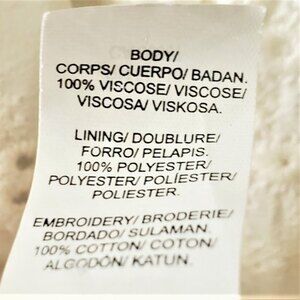 BODY/
CORPS/ CUERPO/ BADAN.
100% VISCOSE/ VISCOSE/
VISCOSA/ VISKOSA.
LINING/ DOUBLURE/
FORRO/ PELAPIS.
100% POLYESTER/
POLYESTER/ POLIÉSTER/
POLIESTER.
EMBROIDERY/ BRODERIE/
BORDADO/ SULAMAN.
100% COTTON/ COTON/
ALGODÓN/ KATUN.